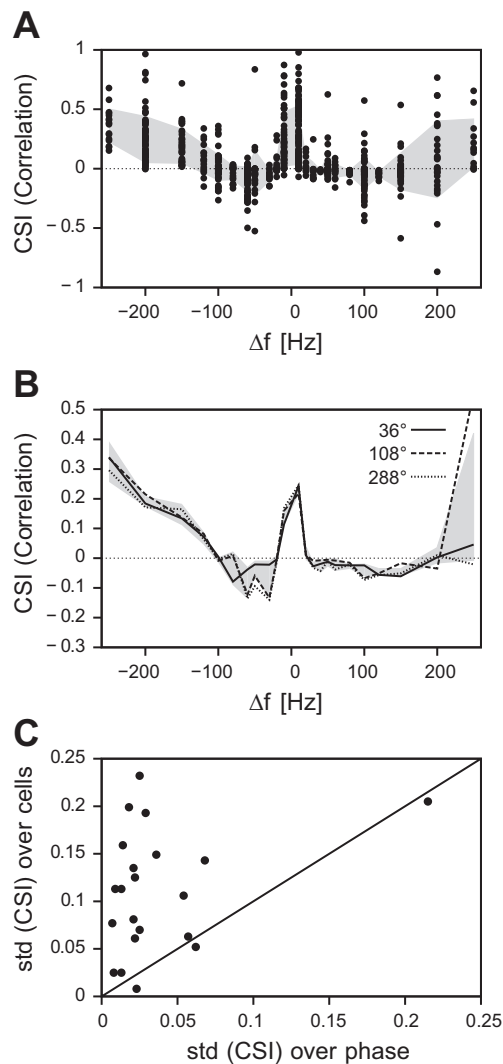 A
CSI (Correlation)
1
0.5
0
−0.5
−1
−200 −100 0 100 200
Δf [Hz]
B
CSI (Correlation)
0.5
0.4
0.3
0.2
0.1
0
−0.1
−0.2
−0.3
36°
108°
288°
−200 −100 0 100 200
Δf [Hz]
C
std (CSI) over cells
0.25
0.2
0.15
0.1
0.05
0
0 0.05 0.1 0.15 0.2 0.25
std (CSI) over phase